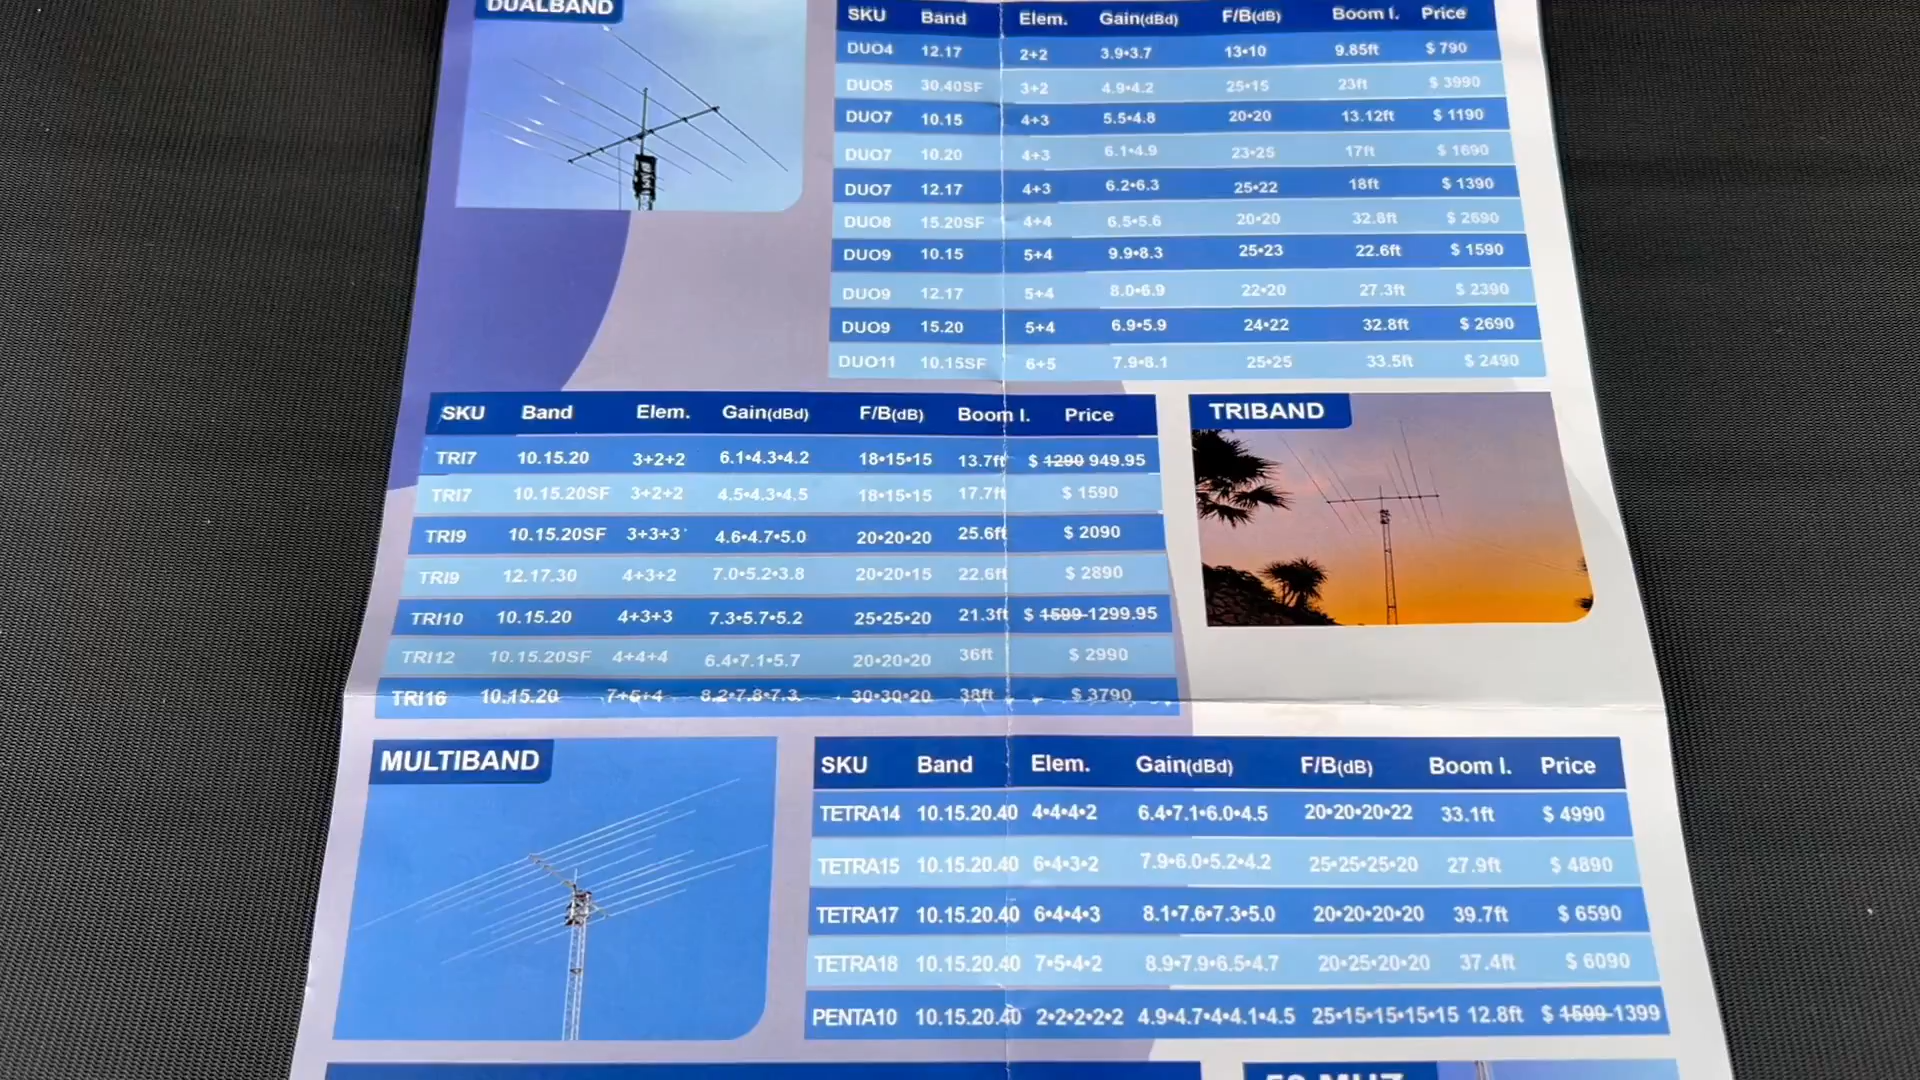 DUALBAND
SKU Band Elem. Gain(dBd) F/B(dB) Boom l. Price
DUO4 12.17 2+2 3.9•3.7 13•10 9.85ft $ 790
DUO5 30.40SF 3+2 4.9•4.2 25•15 23ft $ 3990
DUO7 10.15 4+3 5.5•4.8 20•20 13.12ft $ 1190
DUO7 10.20 4+3 6.1•4.9 23•25 17ft $ 1690
DUO7 12.17 4+3 6.2•6.3 25•22 18ft $ 1390
DUO8 15.20SF 4+4 6.5•5.6 20•20 32.8ft $ 2690
DUO9 10.15 5+4 9.9•8.3 25•23 22.6ft $ 1590
DUO9 12.17 5+4 8.0•6.9 22•20 27.3ft $ 2390
DUO9 15.20 5+4 6.9•5.9 24•22 32.8ft $ 2690
DUO11 10.15SF 6+5 7.9•8.1 25•25 33.5ft $ 2490
SKU Band Elem. Gain(dBd) F/B(dB) Boom l. Price
TRI7 10.15.20 3+2+2 6.1•4.3•4.2 18•15•15 13.7ft $ 1290 949.95
TRI7 10.15.20SF 3+2+2 4.5•4.3•4.5 18•15•15 17.7ft $ 1590
TRI9 10.15.20SF 3+3+3 4.6•4.7•5.0 20•20•20 25.6ft $ 2090
TRI9 12.17.30 4+3+2 7.0•5.2•3.8 20•20•15 22.6ft $ 2890
TRI10 10.15.20 4+3+3 7.3•5.7•5.2 25•25•20 21.3ft $ 1599 1299.95
TRI12 10.15.20SF 4+4+4 6.4•7.1•5.7 20•20•20 36ft $ 2990
TRI16 10.15.20 7+5+4 8.2•7.8•7.3 30•30•20 38ft $ 3790
TRIBAND
MULTIBAND
SKU Band Elem. Gain(dBd) F/B(dB) Boom l. Price
TETRA14 10.15.20.40 4•4•4•2 6.4•7.1•6.0•4.5 20•20•20•22 33.1ft $ 4990
TETRA15 10.15.20.40 6•4•3•2 7.9•6.0•5.2•4.2 25•25•25•20 27.9ft $ 4890
TETRA17 10.15.20.40 6•4•4•3 8.1•7.6•7.3•5.0 20•20•20•20 39.7ft $ 6590
TETRA18 10.15.20.40 7•5•4•2 8.9•7.9•6.5•4.7 20•25•20•20 37.4ft $ 6090
PENTA10 10.15.20.40 2•2•2•2•2 4.9•4.7•4•4.1•4.5 25•15•15•15•15 12.8ft $ 1599 1399
50 MHZ